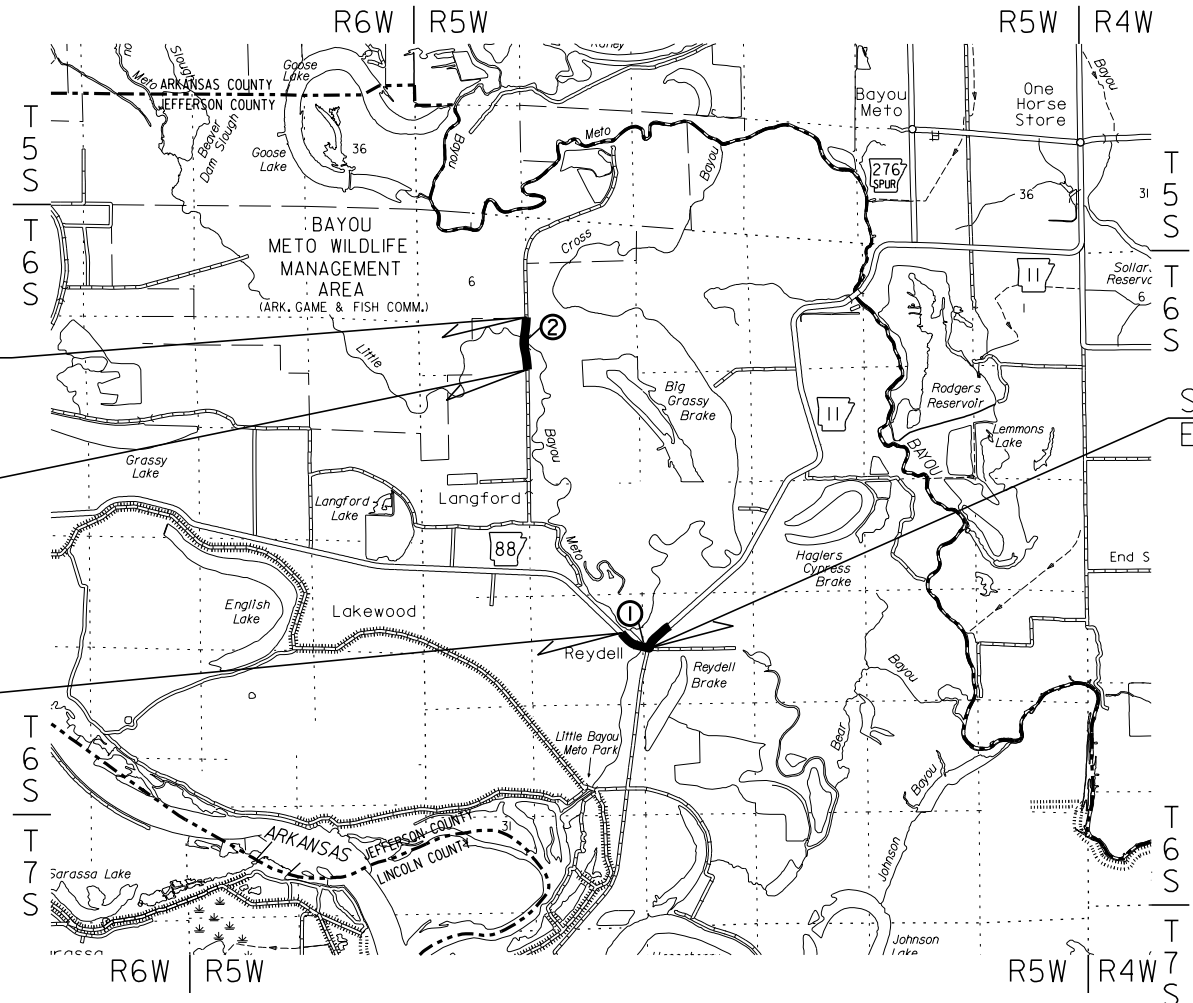 R6W
R5W
R5W
R4W
Meto
Slough
Goose
Lake
ARKANSAS COUNTY
JEFFERSON COUNTY
Beaver
Dam Slough
Goose
Lake
36
Bayou
Meto
Bayou
Bayou
Meto
One
Horse
Store
Bayou
276
SPUR
36
31
T
5
S
T
6
S
T
5
S
T
6
S
BAYOU
METO WILDLIFE
MANAGEMENT
AREA
(ARK. GAME & FISH COMM.)
6
Cross
11
6
2
Little
Big
Grassy
Brake
11
Rodgers
Reservoir
Lemmons
Lake
S
E
BAYOU
Grassy
Lake
Bayou
Langford
Lake
Langford
88
Meto
Haglers
Cypress
Brake
End S
English
Lake
Lakewood
1
Reydell
Reydell
Brake
Bayou
Little Bayou
Meto Park
Bear
Bayou
Johnson
T
6
S
T
7
S
T
6
S
T
7
S
ARKANSAS
JEFFERSON COUNTY
LINCOLN COUNTY
31
Sarassa Lake
Johnson
Lake
R6W
R5W
R5W
R4W